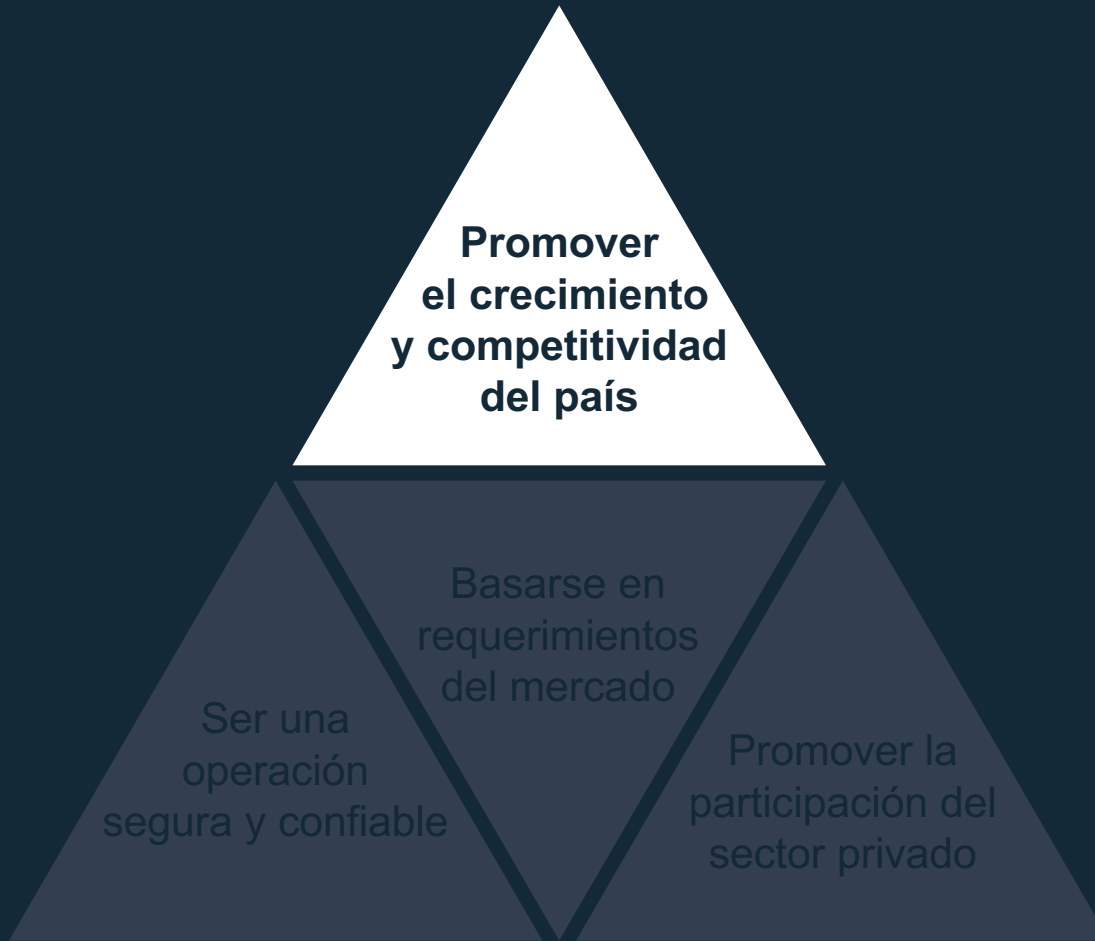 Promover
el crecimiento
y competitividad
del país
Basarse en
requerimientos
del mercado
Ser una
operación
segura y confiable
Promover la
participación del
sector privado